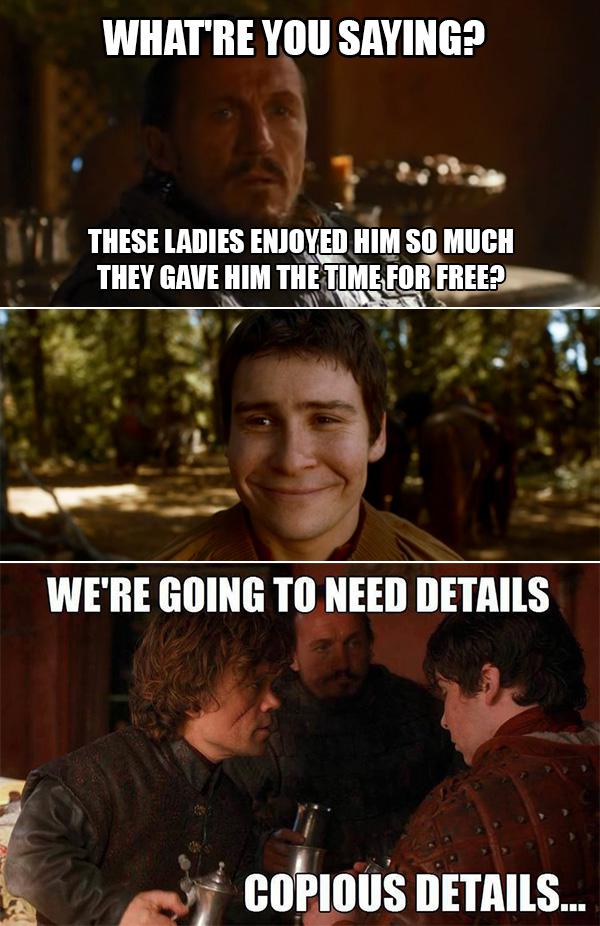 WHAT'RE YOU SAYING?
THESE LADIES ENJOYED HIM SO MUCH
THEY GAVE HIM THE TIME FOR FREE?
WE'RE GOING TO NEED DETAILS
COPIOUS DETAILS...